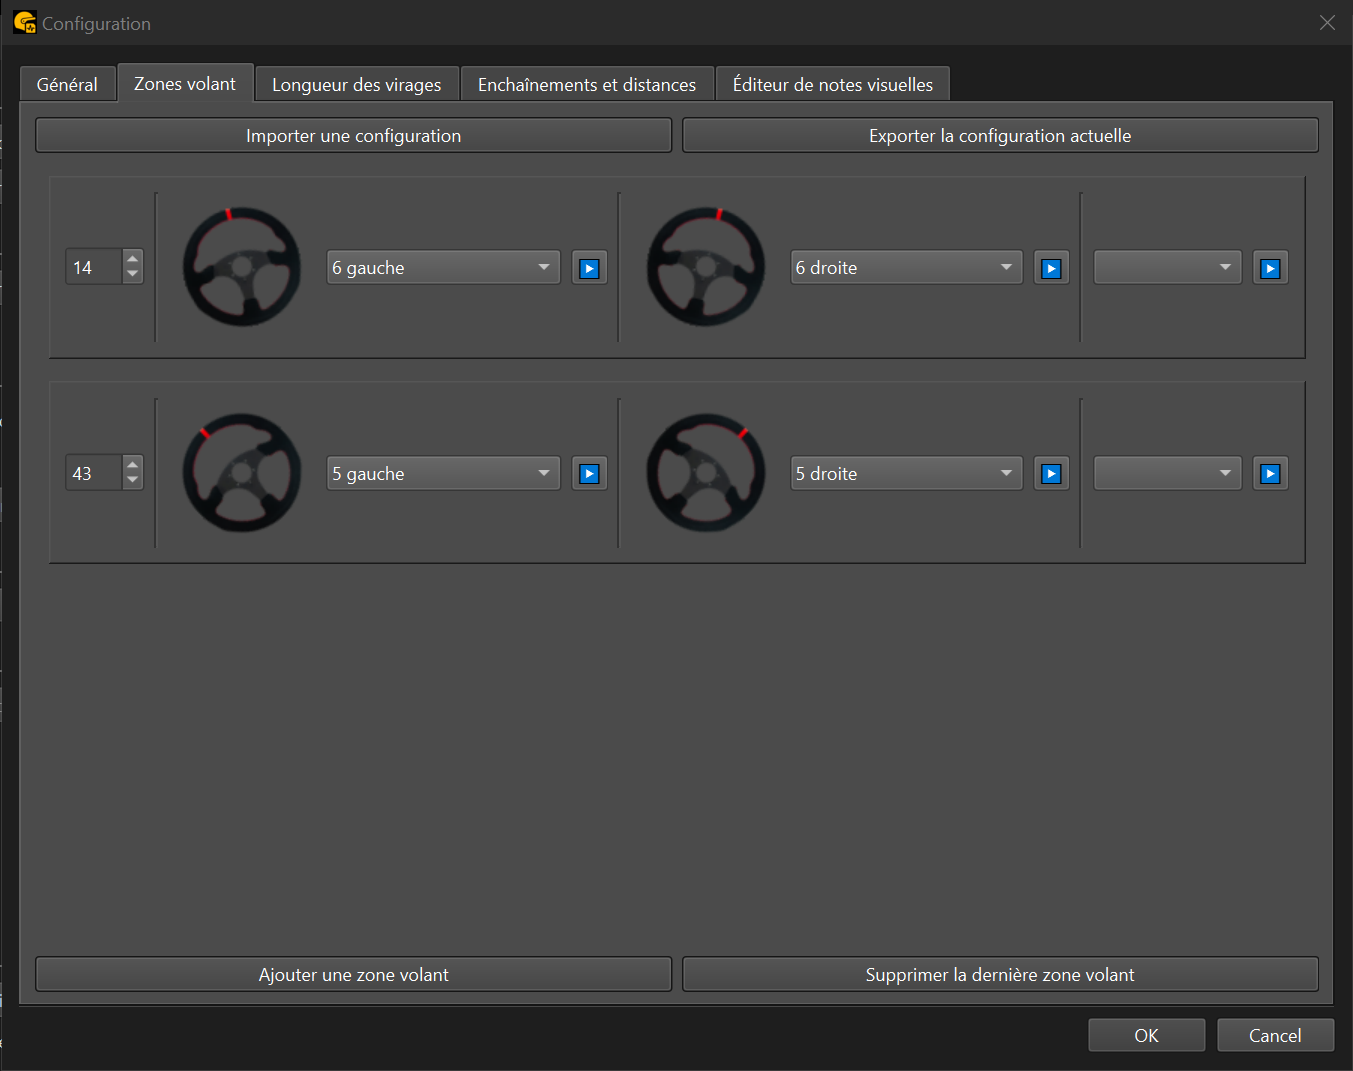 Configuration
Général
Zones volant
Longueur des virages
Enchaînements et distances
Éditeur de notes visuelles
Importer une configuration
Exporter la configuration actuelle
14
6 gauche
6 droite
43
5 gauche
5 droite
Ajouter une zone volant
Supprimer la dernière zone volant
OK
Cancel